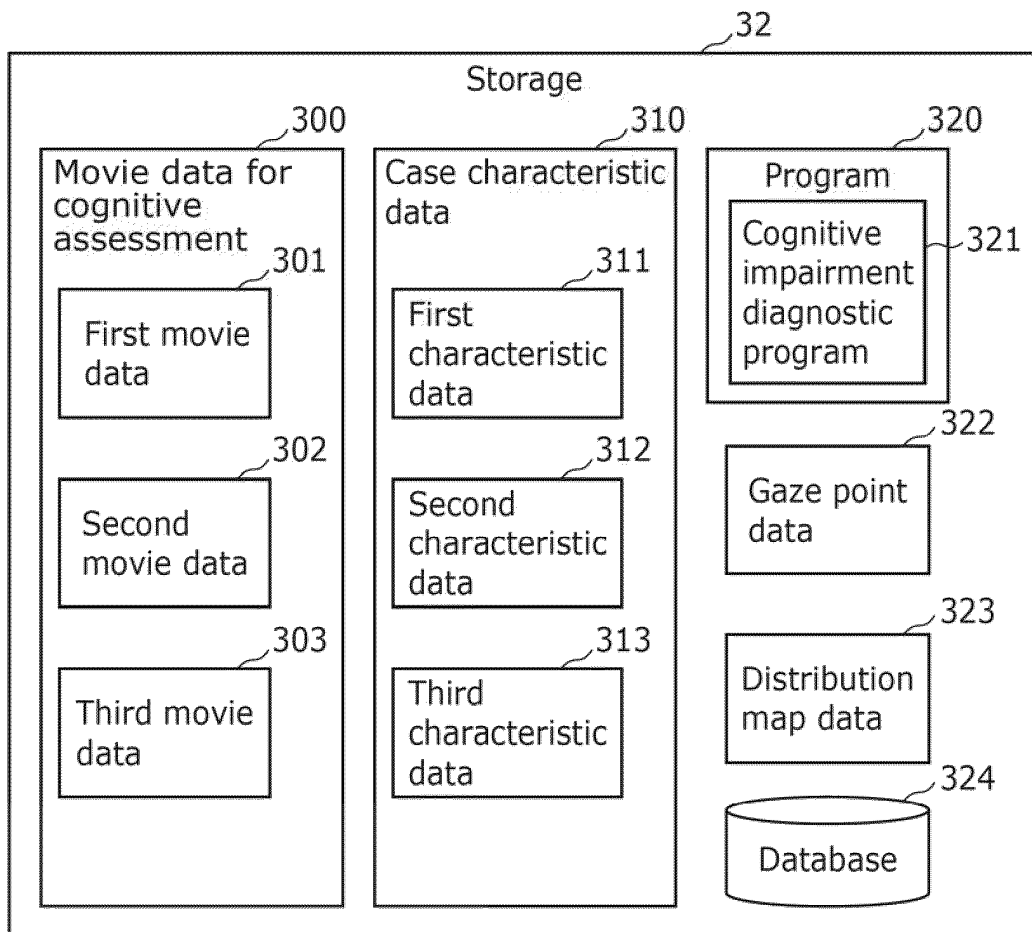 32
Storage
300
Movie data for
cognitive
assessment
301
First movie
data
302
Second
movie data
303
Third movie
data
310
Case characteristic
data
311
First
characteristic
data
312
Second
characteristic
data
313
Third
characteristic
data
320
Program
321
Cognitive
impairment
diagnostic
program
322
Gaze point
data
323
Distribution
map data
324
Database